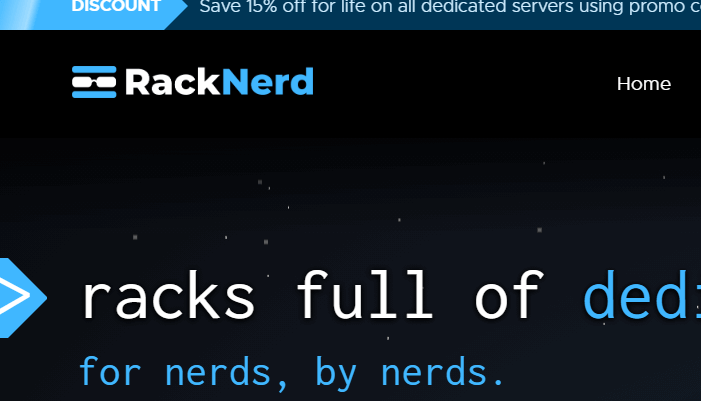 DISCOUNT Save 15% off for life on all dedicated servers using promo
RackNerd
Home
racks full of
for nerds, by nerds.